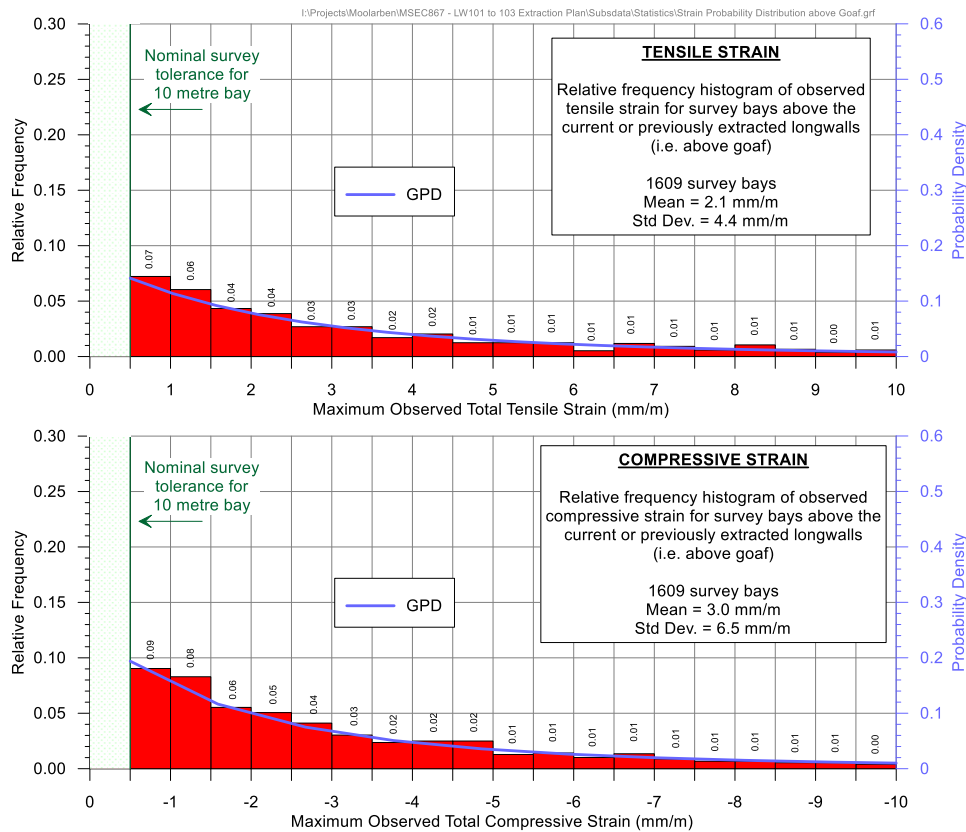 I:\Projects\Moolarben\MSEC867 - LW101 to 103 Extraction Plan\Subsdata\Statistics\Strain Probability Distribution above Goaf.grf
Nominal survey
tolerance for
10 metre bay
TENSILE STRAIN
Relative frequency histogram of observed
tensile strain for survey bays above the
current or previously extracted longwalls
(i.e. above goaf)
1609 survey bays
Mean = 2.1 mm/m
Std Dev. = 4.4 mm/m
GPD
Relative Frequency
0.30
0.25
0.20
0.15
0.10
0.05
0.00
Probability Density
0.6
0.5
0.4
0.3
0.2
0.1
0
0.07 0.06 0.04 0.04 0.03 0.03 0.02 0.02 0.01 0.01 0.01 0.01 0.01 0.01 0.01 0.01 0.01 0.00 0.01
0 1 2 3 4 5 6 7 8 9 10
Maximum Observed Total Tensile Strain (mm/m)
Nominal survey
tolerance for
10 metre bay
COMPRESSIVE STRAIN
Relative frequency histogram of observed
compressive strain for survey bays above the
current or previously extracted longwalls
(i.e. above goaf)
1609 survey bays
Mean = 3.0 mm/m
Std Dev. = 6.5 mm/m
GPD
Relative Frequency
0.30
0.25
0.20
0.15
0.10
0.05
0.00
Probability Density
0.6
0.5
0.4
0.3
0.2
0.1
0
0.09 0.08 0.06 0.05 0.04 0.03 0.02 0.02 0.02 0.01 0.01 0.01 0.01 0.01 0.01 0.01 0.01 0.01 0.00
0 -1 -2 -3 -4 -5 -6 -7 -8 -9 -10
Maximum Observed Total Compressive Strain (mm/m)